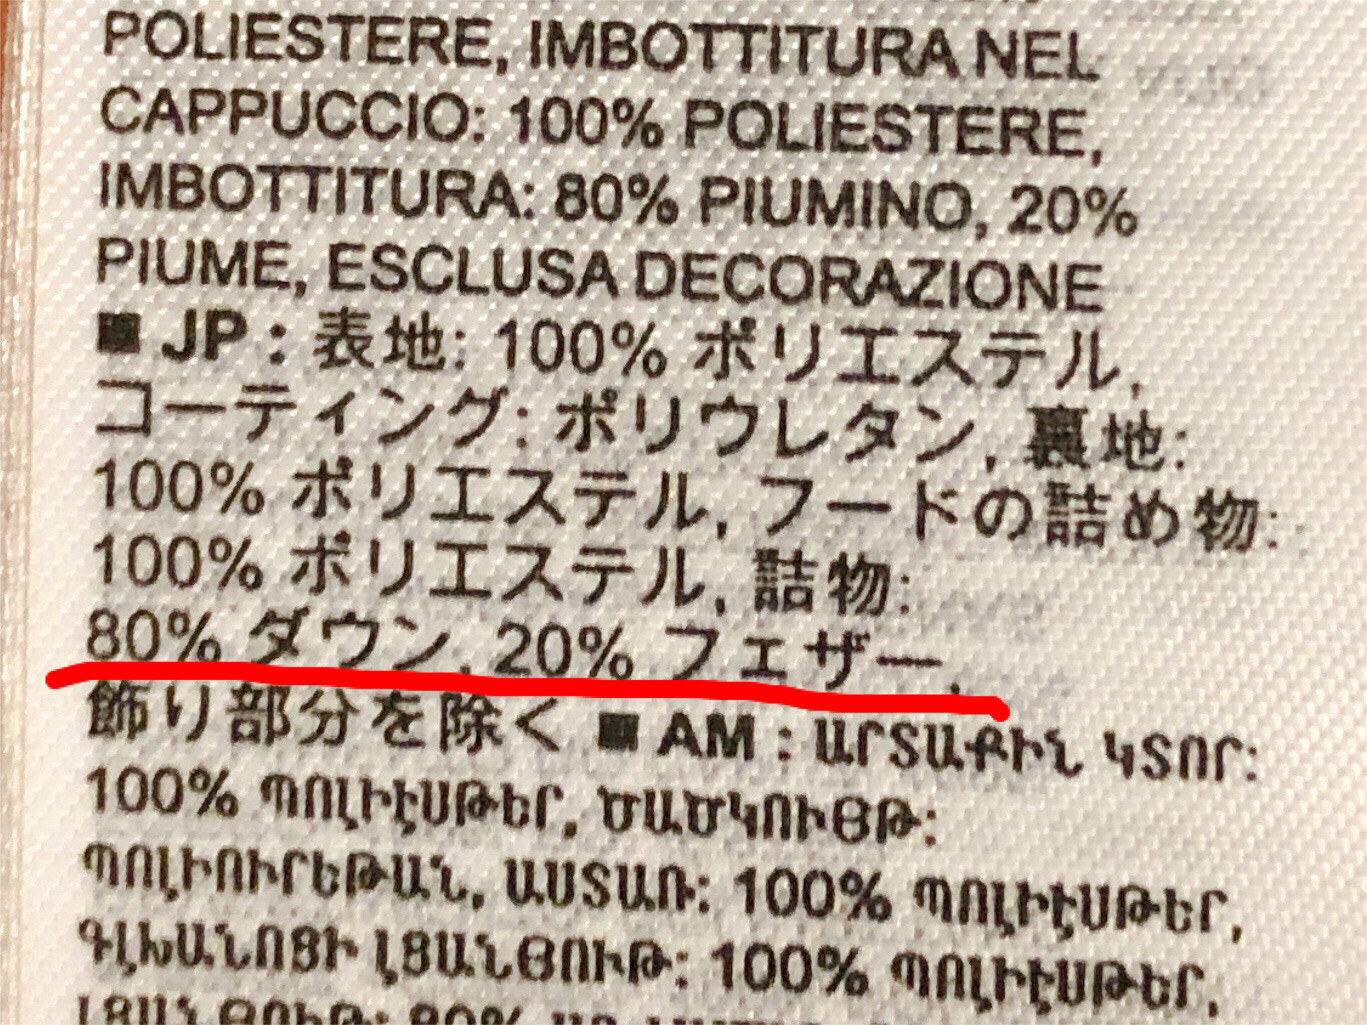 POLIESTERE, IMBOTTITURA NEL
CAPPUCCIO: 100% POLIESTERE,
IMBOTTITURA: 80% PIUMINO, 20%
PIUME, ESCLUSA DECORAZIONE
■ JP : 表地: 100% ポリエステル,
コーティング: ポリウレタン, 裏地:
100% ポリエステル, フードの詰め物:
100% ポリエステル, 詰物:
80% ダウン, 20% フェザー,
飾り部分を除く ■ AM : ԱՐՏԱՔԻՆ ԿՏՈՐ:
100% ՊՈԼԻԷՍԹԵՐ, ԾԱԾԿՈՒՅԹ:
ՊՈԼԻՈՒՐԵԹԱՆ, ԱՍՏԱՌ: 100% ՊՈԼԻԷՍԹԵՐ,
ԳԼԽԱՆՈՑԻ ԼՑԱՆՅՈՒԹ: 100% ՊՈԼԻԷՍԹԵՐ,
ԼՑԱՆՅՈՒԹ: 80%